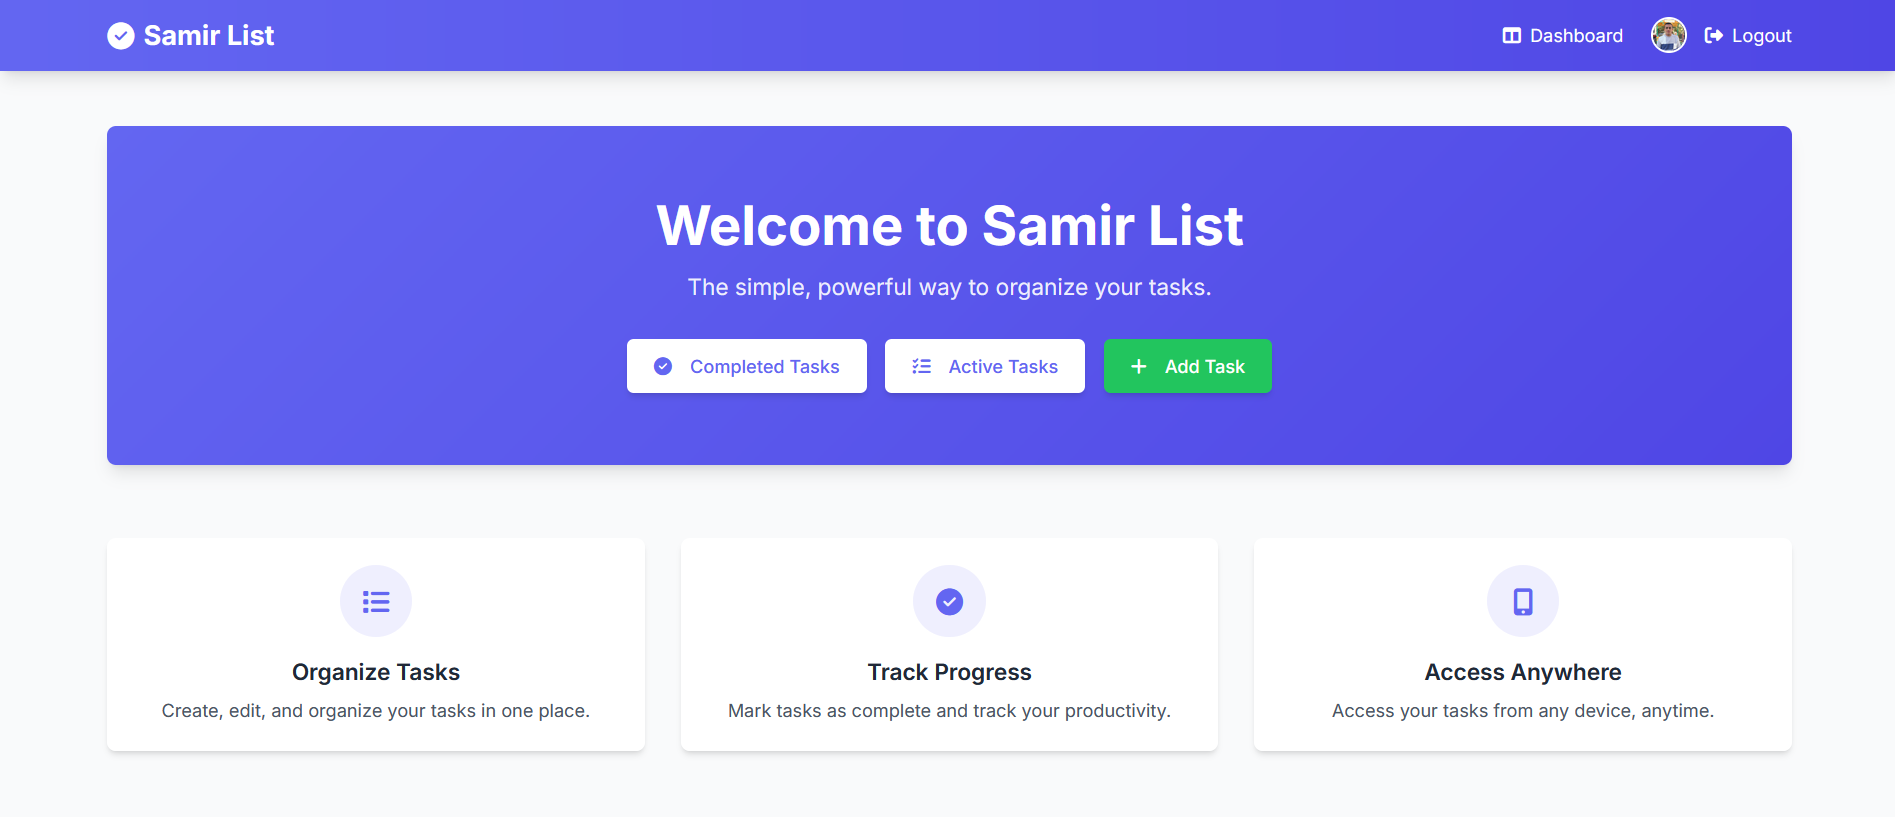 Samir List
Dashboard
Logout
Welcome to Samir List
The simple, powerful way to organize your tasks.
Completed Tasks
Active Tasks
Add Task
Organize Tasks
Create, edit, and organize your tasks in one place.
Track Progress
Mark tasks as complete and track your productivity.
Access Anywhere
Access your tasks from any device, anytime.